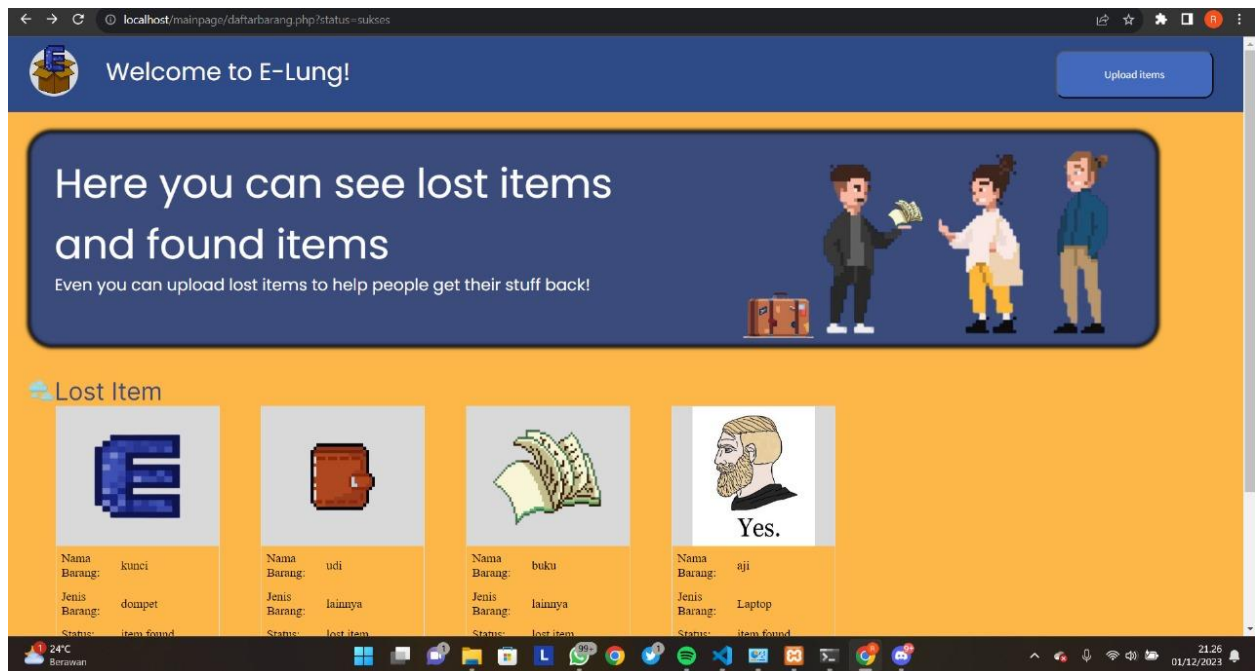 localhost/mainpage/daftarbarang.php?status=sukses
R
E
Welcome to E-Lung!
Upload items
Here you can see lost items
and found items
Even you can upload lost items to help people get their stuff back!
Lost Item
E
Yes.
Nama Barang: kunci
Jenis Barang: dompet
Status: item found
Nama Barang: udi
Jenis Barang: lainnya
Status: lost item
Nama Barang: buku
Jenis Barang: lainnya
Status: lost item
Nama Barang: aji
Jenis Barang: Laptop
Status: item found
1
24°C
Berawan
L
99+
21.26
01/12/2023